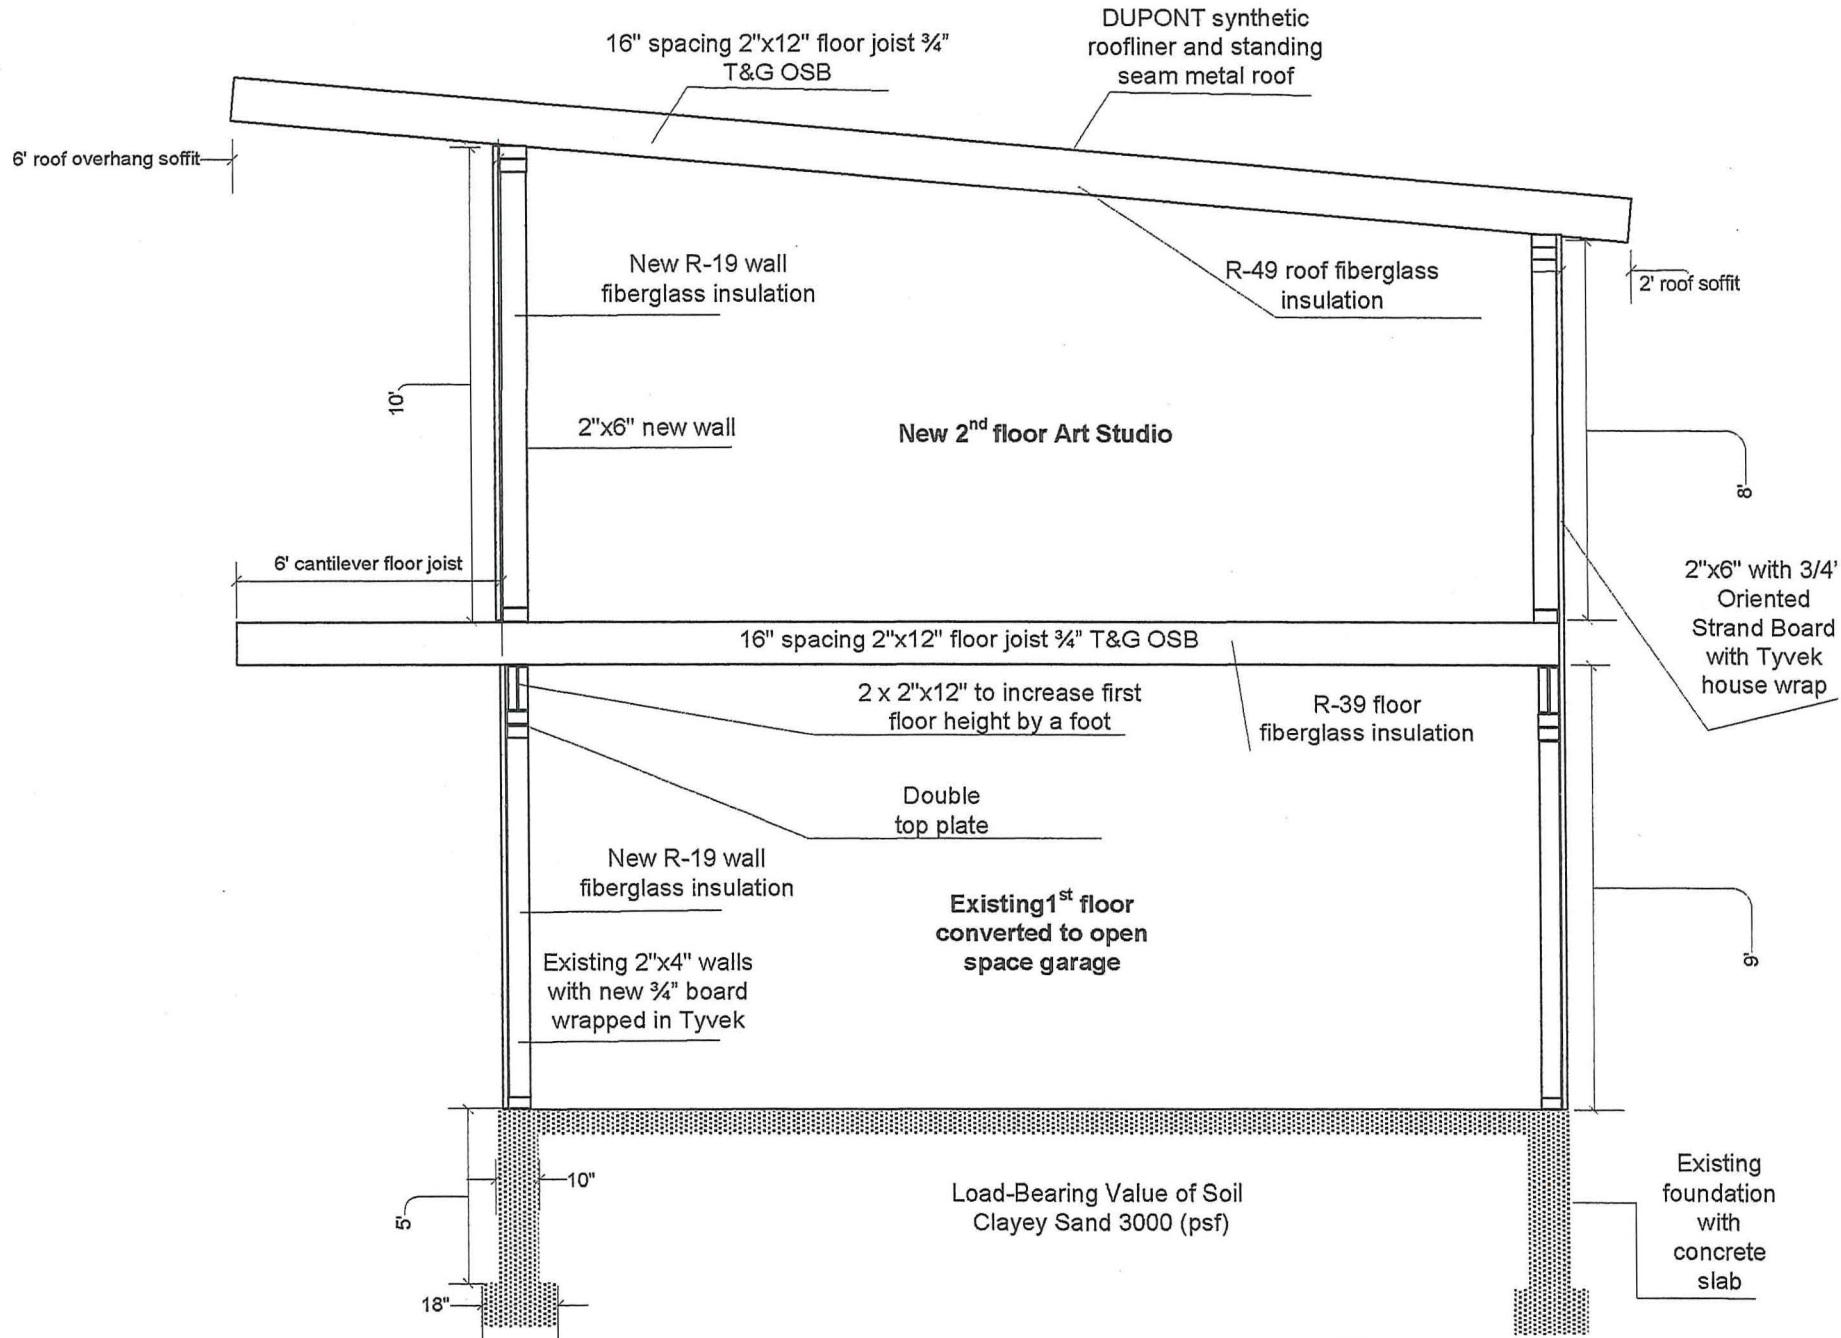 16" spacing 2"x12" floor joist ¾"
T&G OSB
DUPONT synthetic
roofliner and standing
seam metal roof
6' roof overhang soffit
New R-19 wall
fiberglass insulation
R-49 roof fiberglass
insulation
2' roof soffit
10'
2"x6" new wall
New 2nd floor Art Studio
8'
6' cantilever floor joist
2"x6" with 3/4'
Oriented
Strand Board
with Tyvek
house wrap
16" spacing 2"x12" floor joist ¾" T&G OSB
2 x 2"x12" to increase first
floor height by a foot
R-39 floor
fiberglass insulation
Double
top plate
New R-19 wall
fiberglass insulation
Existing1st floor
converted to open
space garage
9'
Existing 2"x4" walls
with new ¾" board
wrapped in Tyvek
10"
5'
Load-Bearing Value of Soil
Clayey Sand 3000 (psf)
Existing
foundation
with
concrete
slab
18"